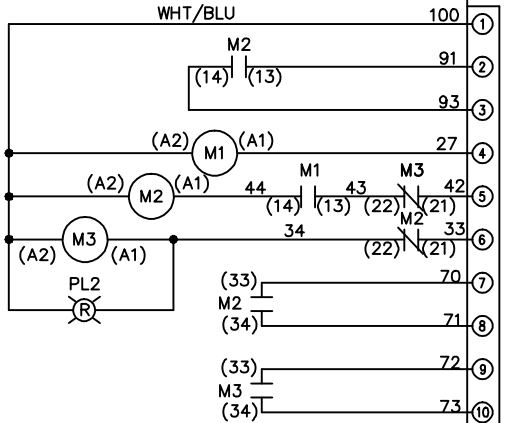 WHT/BLU 100 1
M2
91 2
(14) (13)
93 3
(A2) M1 (A1) 27 4
(A2) M2 (A1) 44 M1 43 M3 42 5
(14) (13) (22) (21)
M2
(A2) M3 (A1) 34 33 6
(22) (21)
PL2
R
(33) 70 7
M2
(34) 71 8
(33) 72 9
M3
(34) 73 10